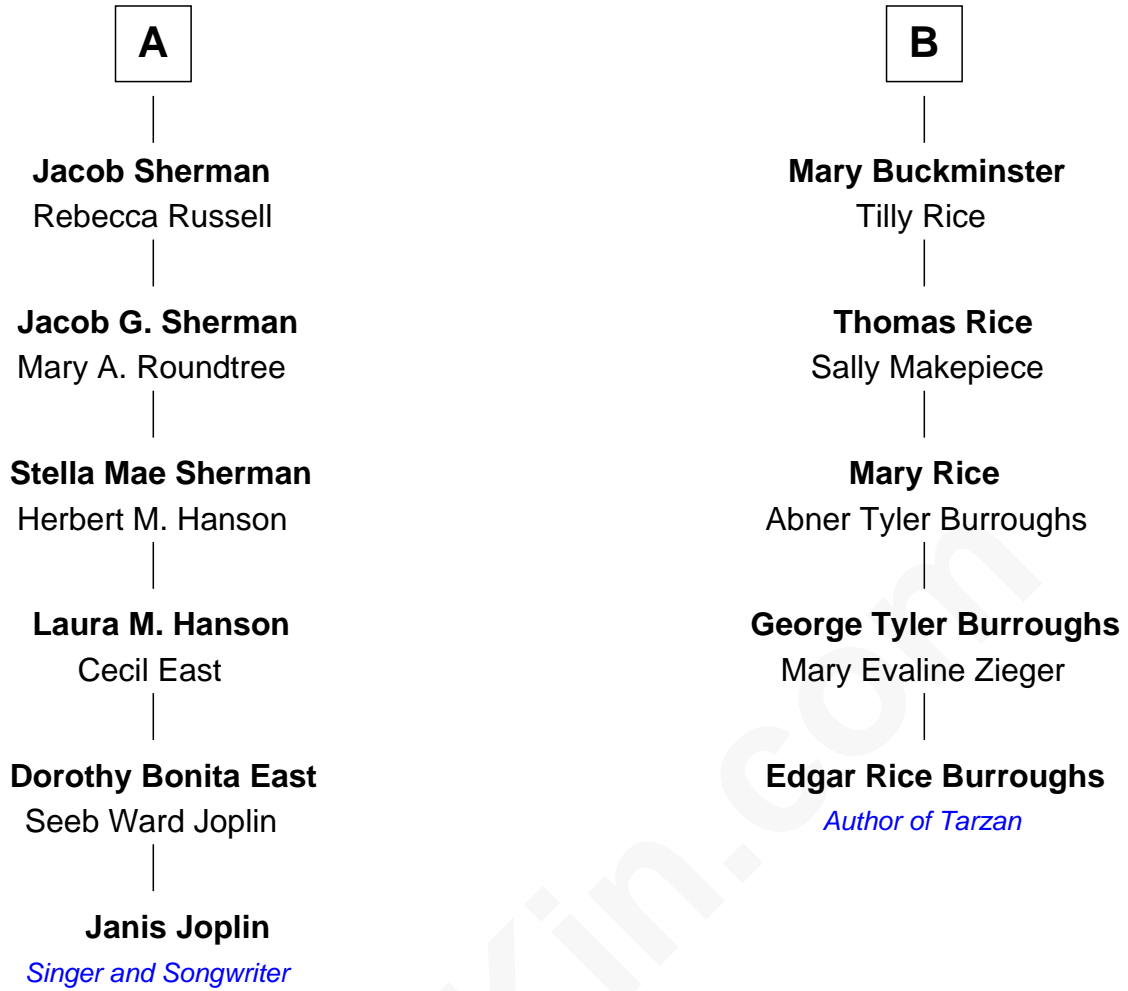 A
Jacob Sherman
Rebecca Russell
Jacob G. Sherman
Mary A. Roundtree
Stella Mae Sherman
Herbert M. Hanson
Laura M. Hanson
Cecil East
Dorothy Bonita East
Seeb Ward Joplin
Janis Joplin
Singer and Songwriter
B
Mary Buckminster
Tilly Rice
Thomas Rice
Sally Makepiece
Mary Rice
Abner Tyler Burroughs
George Tyler Burroughs
Mary Evaline Zieger
Edgar Rice Burroughs
Author of Tarzan
Kin.com